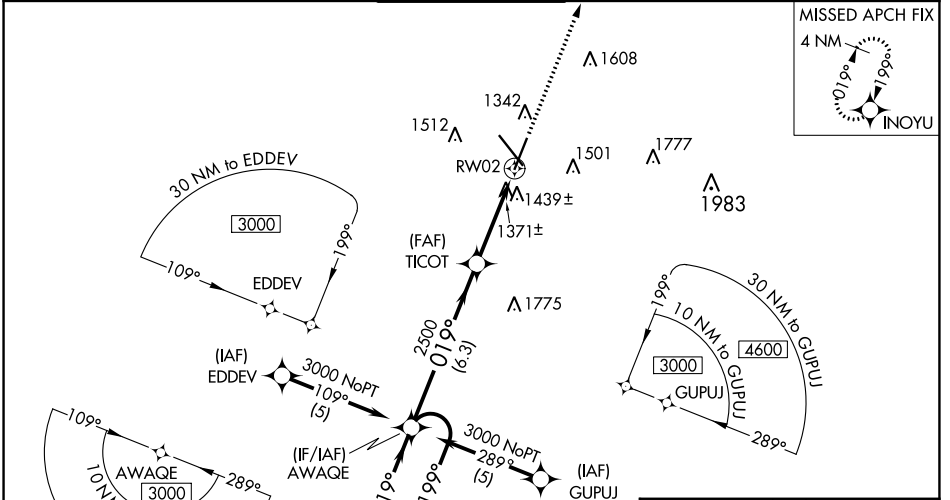 MISSED APCH FIX
4 NM
019°
199°
INOYU
1608
1342
1512
1501
1777
RW02
1983
1439±
1371±
30 NM to EDDEV
3000
199°
109°
EDDEV
(FAF)
TICOT
1775
2500
019°
(6.3)
199°
30 NM to GUPUJ
10 NM to GUPUJ
4600
3000
GUPUJ
289°
(IAF)
EDDEV
3000 NoPT
109°
(5)
(IF/IAF)
AWAQE
3000 NoPT
289°
(5)
(IAF)
GUPUJ
109°
AWAQE
3000
289°
10 NM
19°
199°